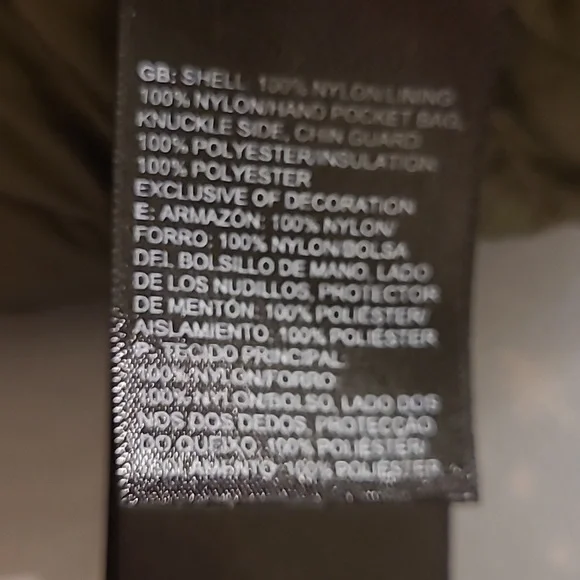 GB: SHELL: 100% NYLON/LINING:
100% NYLON/HAND POCKET BAG,
KNUCKLE SIDE, CHIN GUARD:
100% POLYESTER/INSULATION:
100% POLYESTER
EXCLUSIVE OF DECORATION
E: ARMAZÓN: 100% NYLON/
FORRO: 100% NYLON/BOLSA
DEL BOLSILLO DE MANO, LADO
DE LOS NUDILLOS, PROTECTOR
DE MENTÓN: 100% POLIÉSTER/
AISLAMIENTO: 100% POLIÉSTER
P: TECIDO PRINCIPAL:
100% NYLON/FORRO:
100% NYLON/BOLSO, LADO DOS
NÓS DOS DEDOS, PROTECÇÃO
DO QUEIXO: 100% POLIÉSTER/
ISOLAMENTO: 100% POLIÉSTER